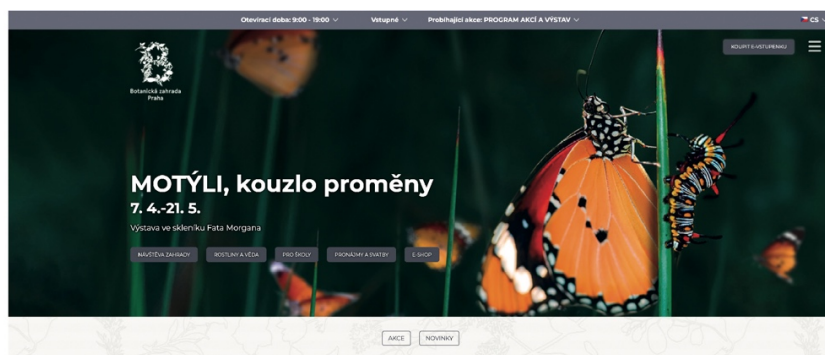 Otevírací doba: 9:00 - 19:00 Vstupné Probíhající akce: PROGRAM AKCÍ A VÝSTAV CS
KOUPIT E-VSTUPENKU
Botanická zahrada
Praha
MOTÝLI, kouzlo proměny
7. 4.-21. 5.
Výstava ve skleníku Fata Morgana
NÁVŠTĚVA ZAHRADY ROSTLINY A VĚDA PRO ŠKOLY PRONÁJMY A SVATBY E-SHOP
AKCE NOVINKY